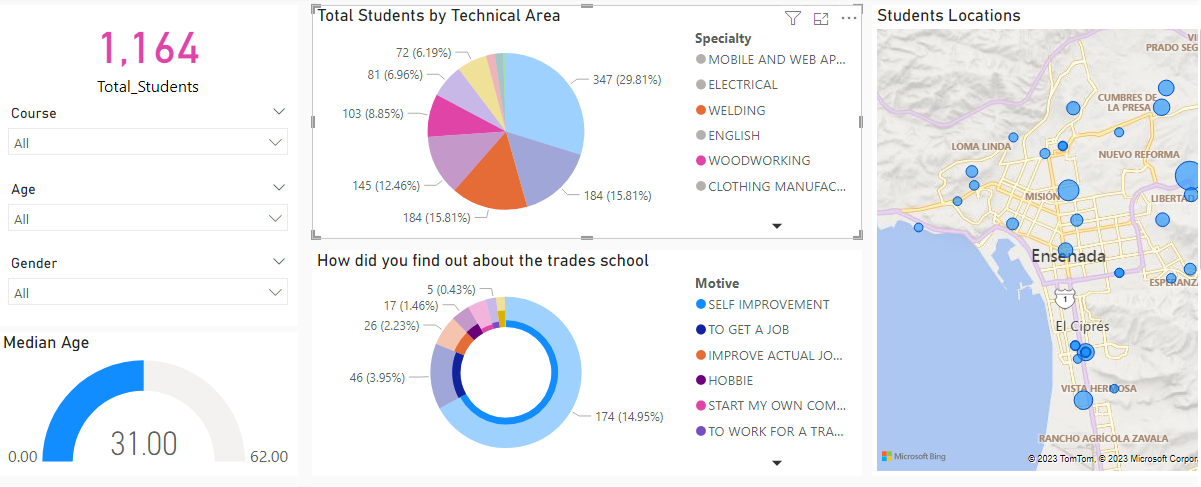 1,164
Total_Students
Course
All
Age
All
Gender
All
Median Age
0.00
31.00
62.00
Total Students by Technical Area
72 (6.19%)
81 (6.96%)
103 (8.85%)
145 (12.46%)
184 (15.81%)
184 (15.81%)
347 (29.81%)
Specialty
MOBILE AND WEB AP...
ELECTRICAL
WELDING
ENGLISH
WOODWORKING
CLOTHING MANUFAC...
How did you find out about the trades school
5 (0.43%)
17 (1.46%)
26 (2.23%)
46 (3.95%)
174 (14.95%)
Motive
SELF IMPROVEMENT
TO GET A JOB
IMPROVE ACTUAL JO...
HOBBIE
START MY OWN COM...
TO WORK FOR A TRA...
Students Locations
PRADO SEG
CUMBRES DE
LA PRESA
LOMA LINDA
NUEVO REFORMA
MISIÓN
LIBERTAD
Ensenada
ESPERANZ
1
El Ciprés
VISTA HERMOSA
RANCHO AGRÍCOLA ZAVALA
Microsoft Bing
© 2023 TomTom, © 2023 Microsoft Corpora